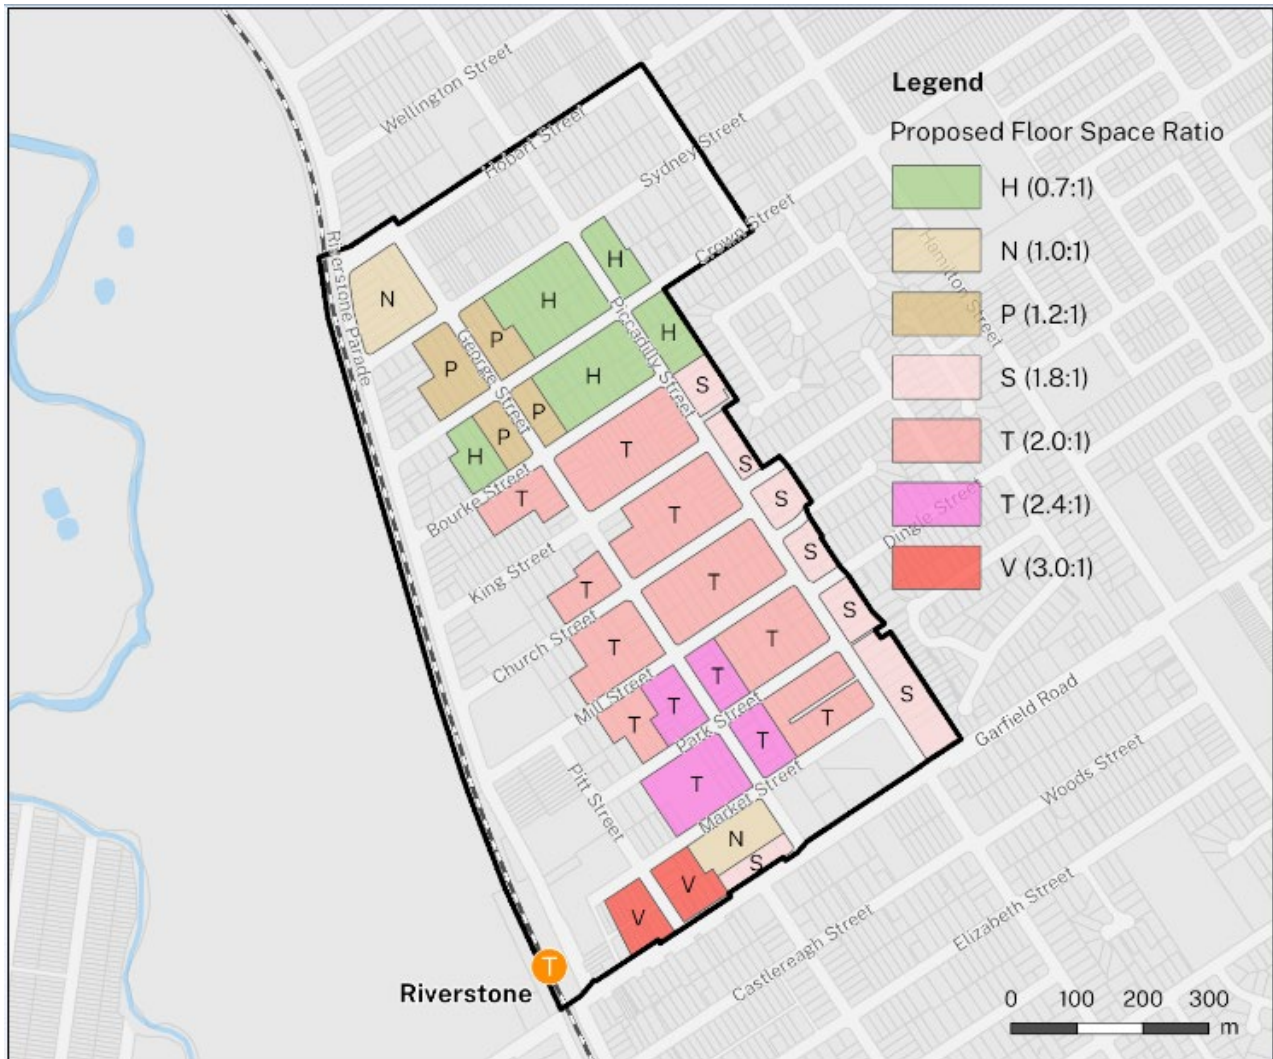 Legend
Proposed Floor Space Ratio
H (0.7:1)
N (1.0:1)
P (1.2:1)
S (1.8:1)
T (2.0:1)
T (2.4:1)
V (3.0:1)
Wellington Street
Hobart Street
Sydney Street
Crown Street
Hamilton Street
Riverstone Parade
Piccadilly Street
George Street
Bourke Street
King Street
Church Street
Mill Street
Park Street
Market Street
Pitt Street
Dingle Street
Garfield Road
Woods Street
Elizabeth Street
Castlereagh Street
H
N
H
P
H
P
H
S
P
P
H
T
S
T
S
T
T
S
T
T
S
T
T
T
S
T
T
T
T
T
N
S
V
V
T
Riverstone
0 100 200 300
m